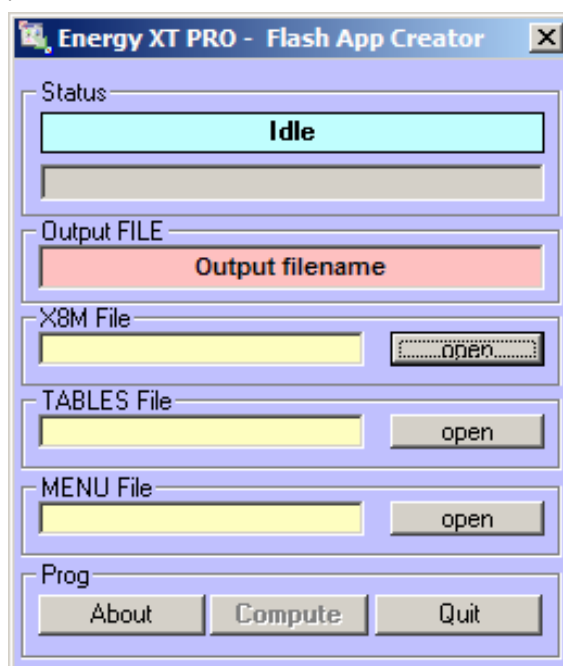 Energy XT PRO - Flash App Creator
Status
Idle
Output FILE
Output filename
X8M File
open
TABLES File
open
MENU File
open
Prog
About Compute Quit